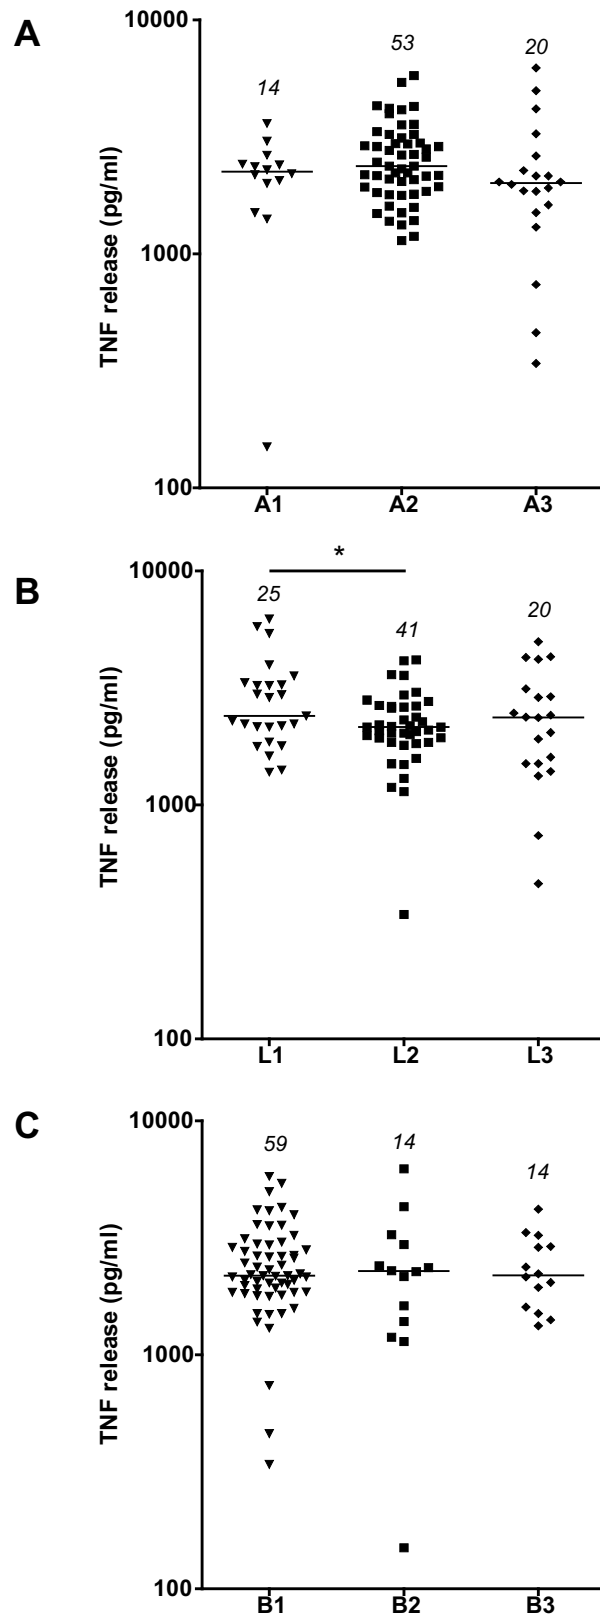 A
10000
1000
100
TNF release (pg/ml)
14
53
20
A1
A2
A3
B
10000
1000
100
TNF release (pg/ml)
*
25
41
20
L1
L2
L3
C
10000
1000
100
TNF release (pg/ml)
59
14
14
B1
B2
B3